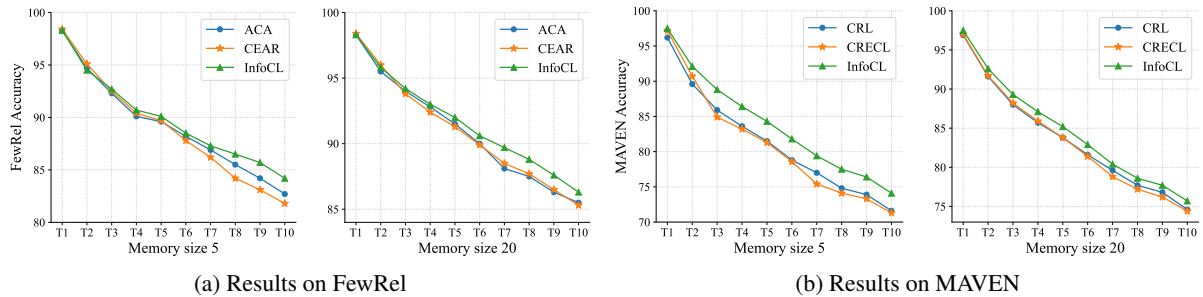 FewRel Accuracy
100
95
90
85
80
ACA
CEAR
InfoCL
T1 T2 T3 T4 T5 T6 T7 T8 T9 T10
Memory size 5
100
95
90
85
ACA
CEAR
InfoCL
T1 T2 T3 T4 T5 T6 T7 T8 T9 T10
Memory size 20
(a) Results on FewRel
MAVEN Accuracy
100
95
90
85
80
75
70
CRL
CRECL
InfoCL
T1 T2 T3 T4 T5 T6 T7 T8 T9 T10
Memory size 5
100
95
90
85
80
75
CRL
CRECL
InfoCL
T1 T2 T3 T4 T5 T6 T7 T8 T9 T10
Memory size 20
(b) Results on MAVEN